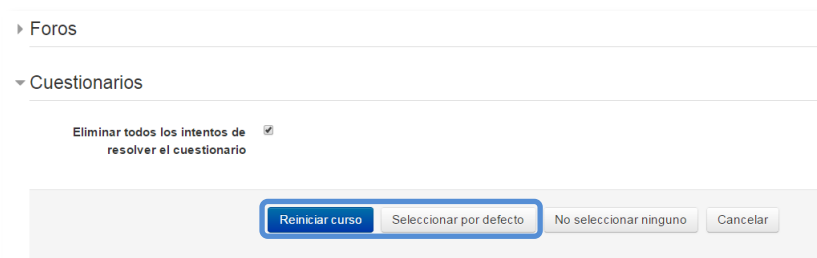 Foros
Cuestionarios
Eliminar todos los intentos de
resolver el cuestionario
Reiniciar curso Seleccionar por defecto No seleccionar ninguno Cancelar